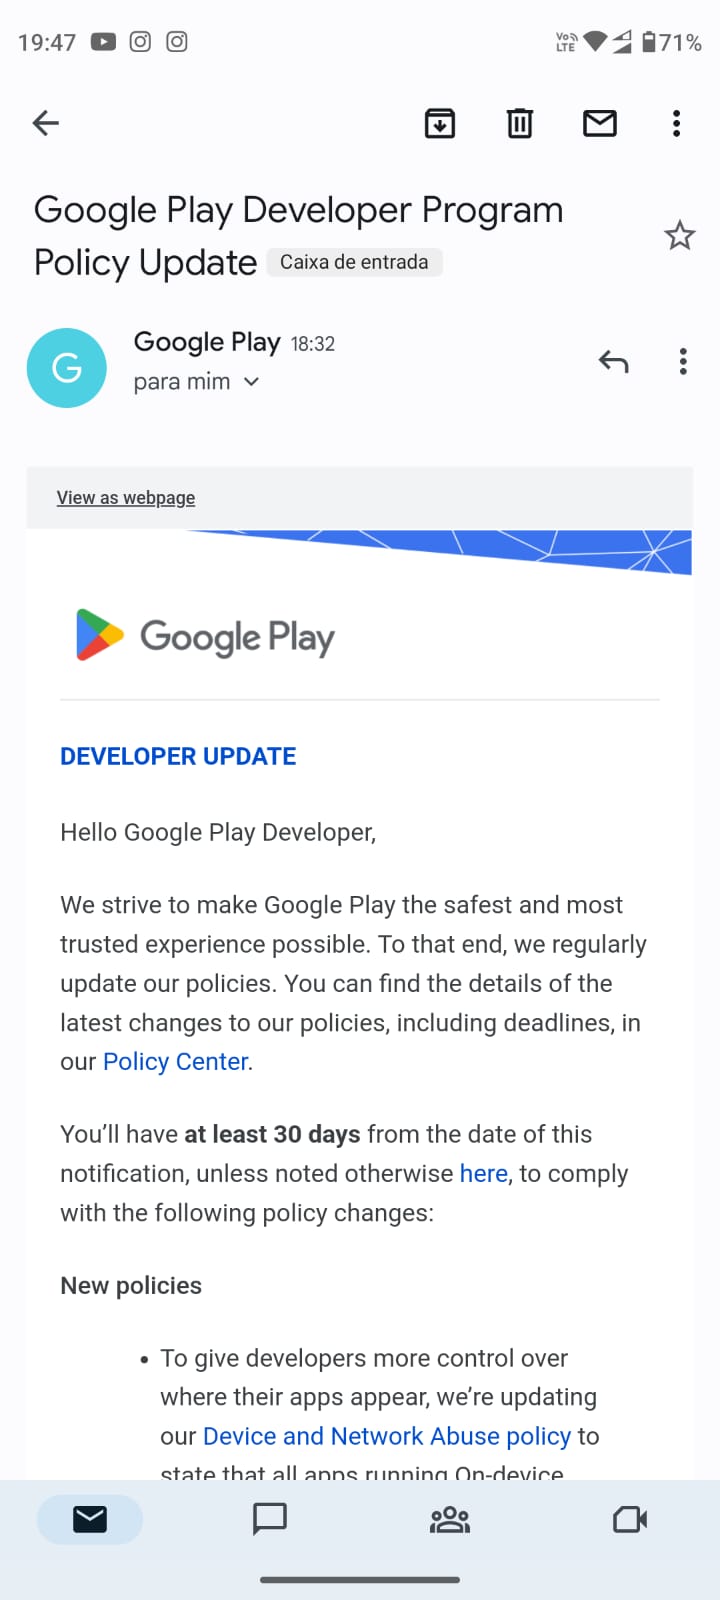 19:47
Vo)) LTE
71%
Google Play Developer Program
Policy Update Caixa de entrada
G
Google Play 18:32
para mim
View as webpage
Google Play
DEVELOPER UPDATE
Hello Google Play Developer,
We strive to make Google Play the safest and most
trusted experience possible. To that end, we regularly
update our policies. You can find the details of the
latest changes to our policies, including deadlines, in
our Policy Center.
You’ll have at least 30 days from the date of this
notification, unless noted otherwise here, to comply
with the following policy changes:
New policies
• To give developers more control over
where their apps appear, we’re updating
our Device and Network Abuse policy to
state that all apps running On-device